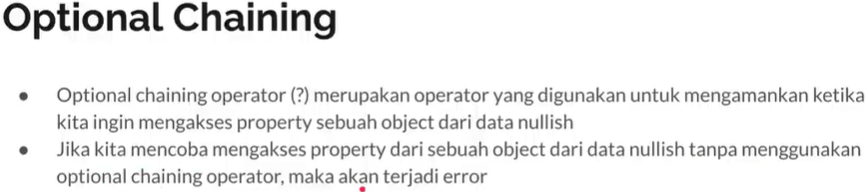 Optional Chaining
● Optional chaining operator (?) merupakan operator yang digunakan untuk mengamankan ketika
kita ingin mengakses property sebuah object dari data nullish
● Jika kita mencoba mengakses property dari sebuah object dari data nullish tanpa menggunakan
optional chaining operator, maka akan terjadi error